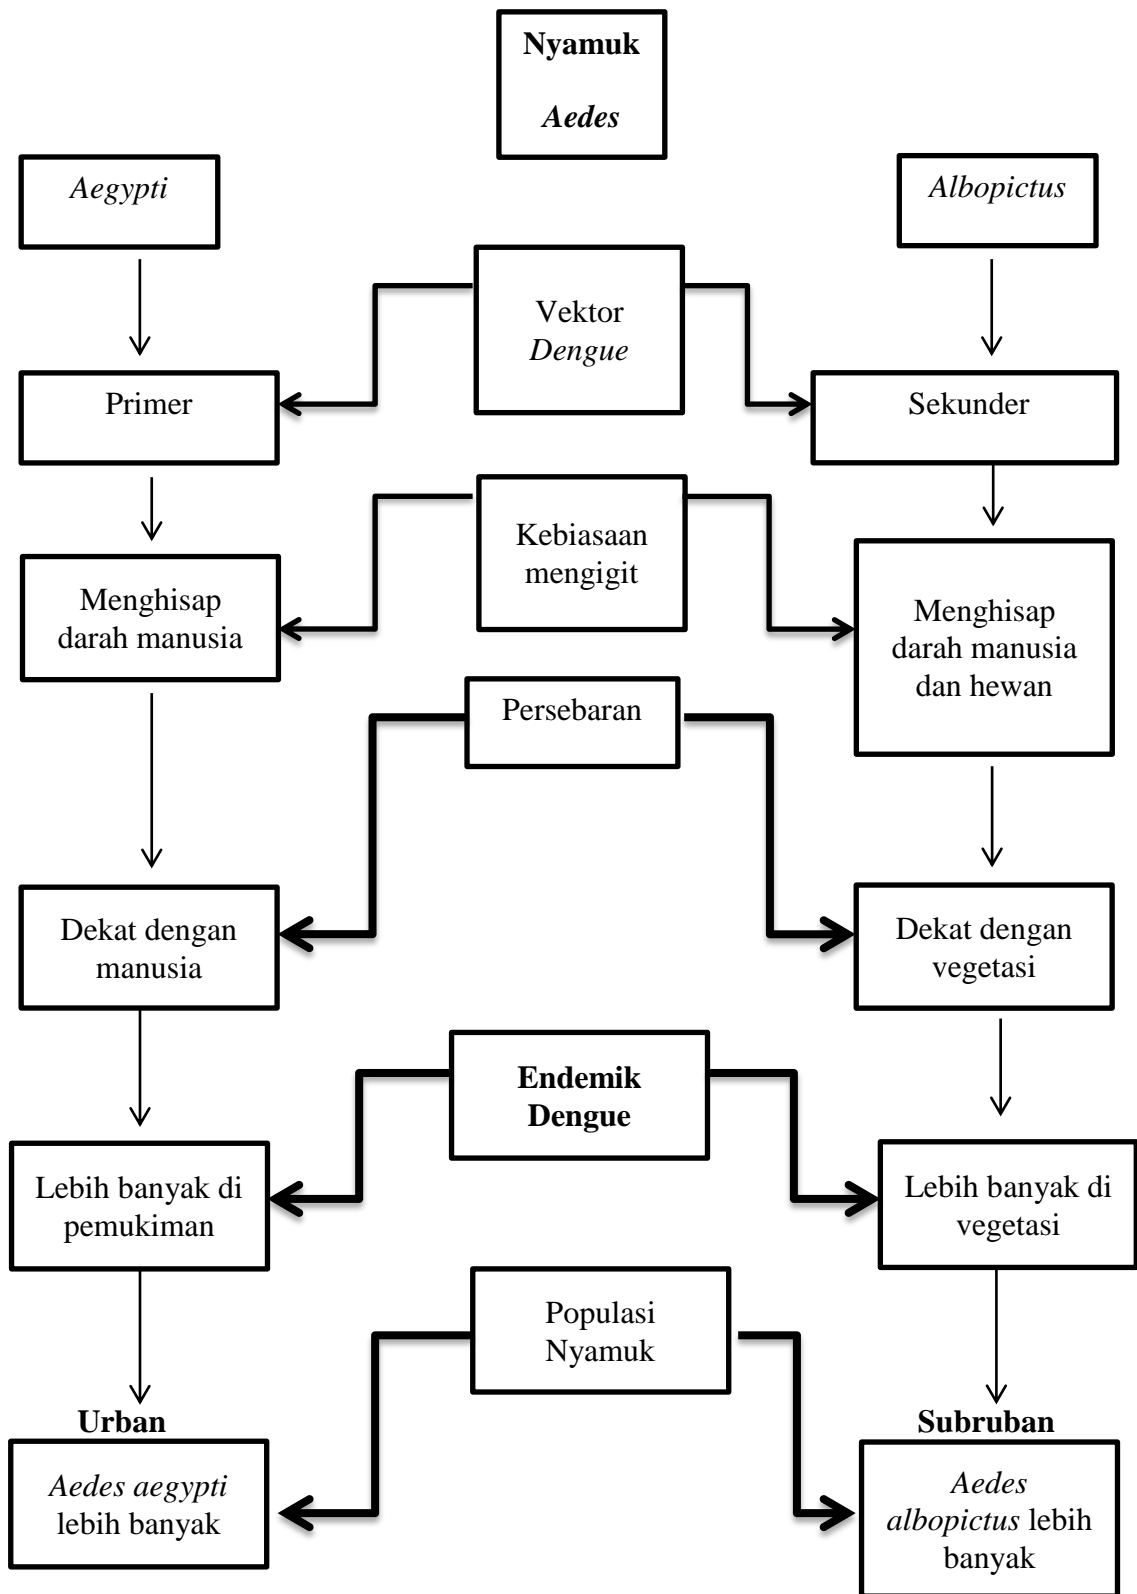 Nyamuk
Aedes
Aegypti
Albopictus
Vektor
Dengue
Primer
Sekunder
Kebiasaan
mengigit
Menghisap
darah manusia
Menghisap
darah manusia
dan hewan
Persebaran
Dekat dengan
manusia
Dekat dengan
vegetasi
Endemik
Dengue
Lebih banyak di
pemukiman
Lebih banyak di
vegetasi
Populasi
Nyamuk
Urban
Subruban
Aedes aegypti
lebih banyak
Aedes
albopictus lebih
banyak